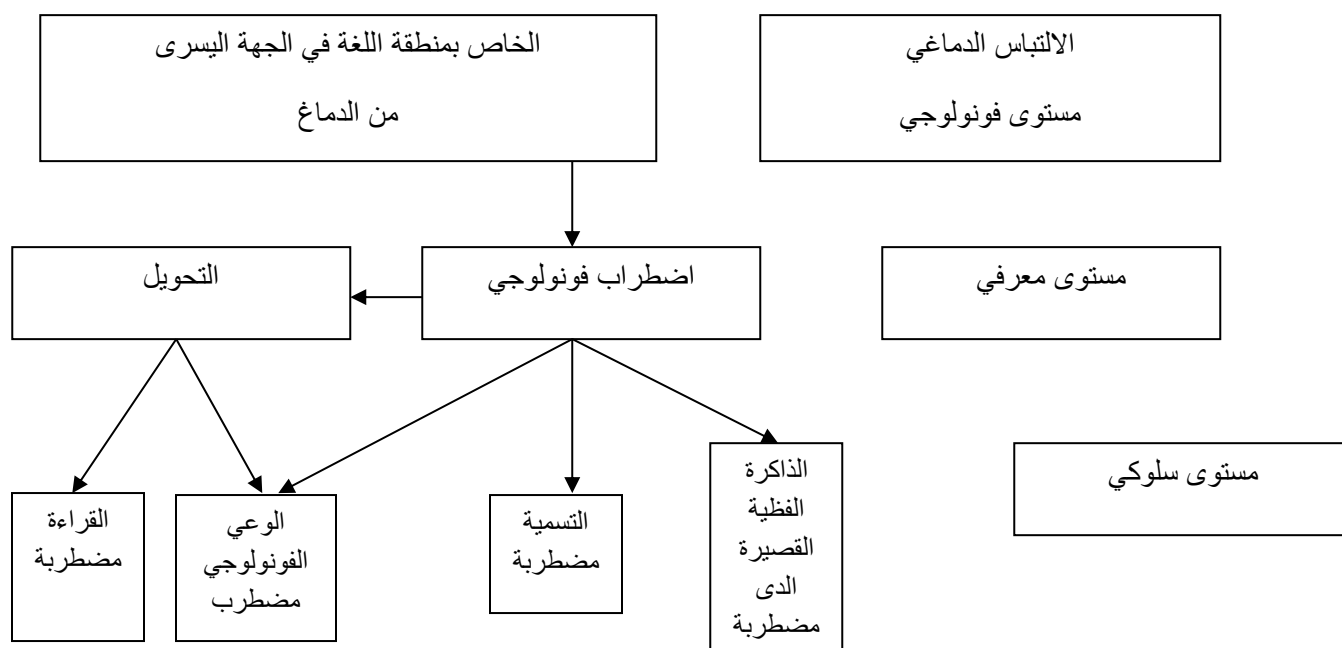 الالتباس الدماغي
مستوى فونولوجي
الخاص بمنطقة اللغة في الجهة اليسرى
من الدماغ
مستوى معرفي
اضطراب فونولوجي
التحويل
مستوى سلوكي
الذاكرة
الفظية
القصيرة
الدى
مضطربة
التسمية
مضطربة
الوعي
الفونولوجي
مضطرب
القراءة
مضطربة